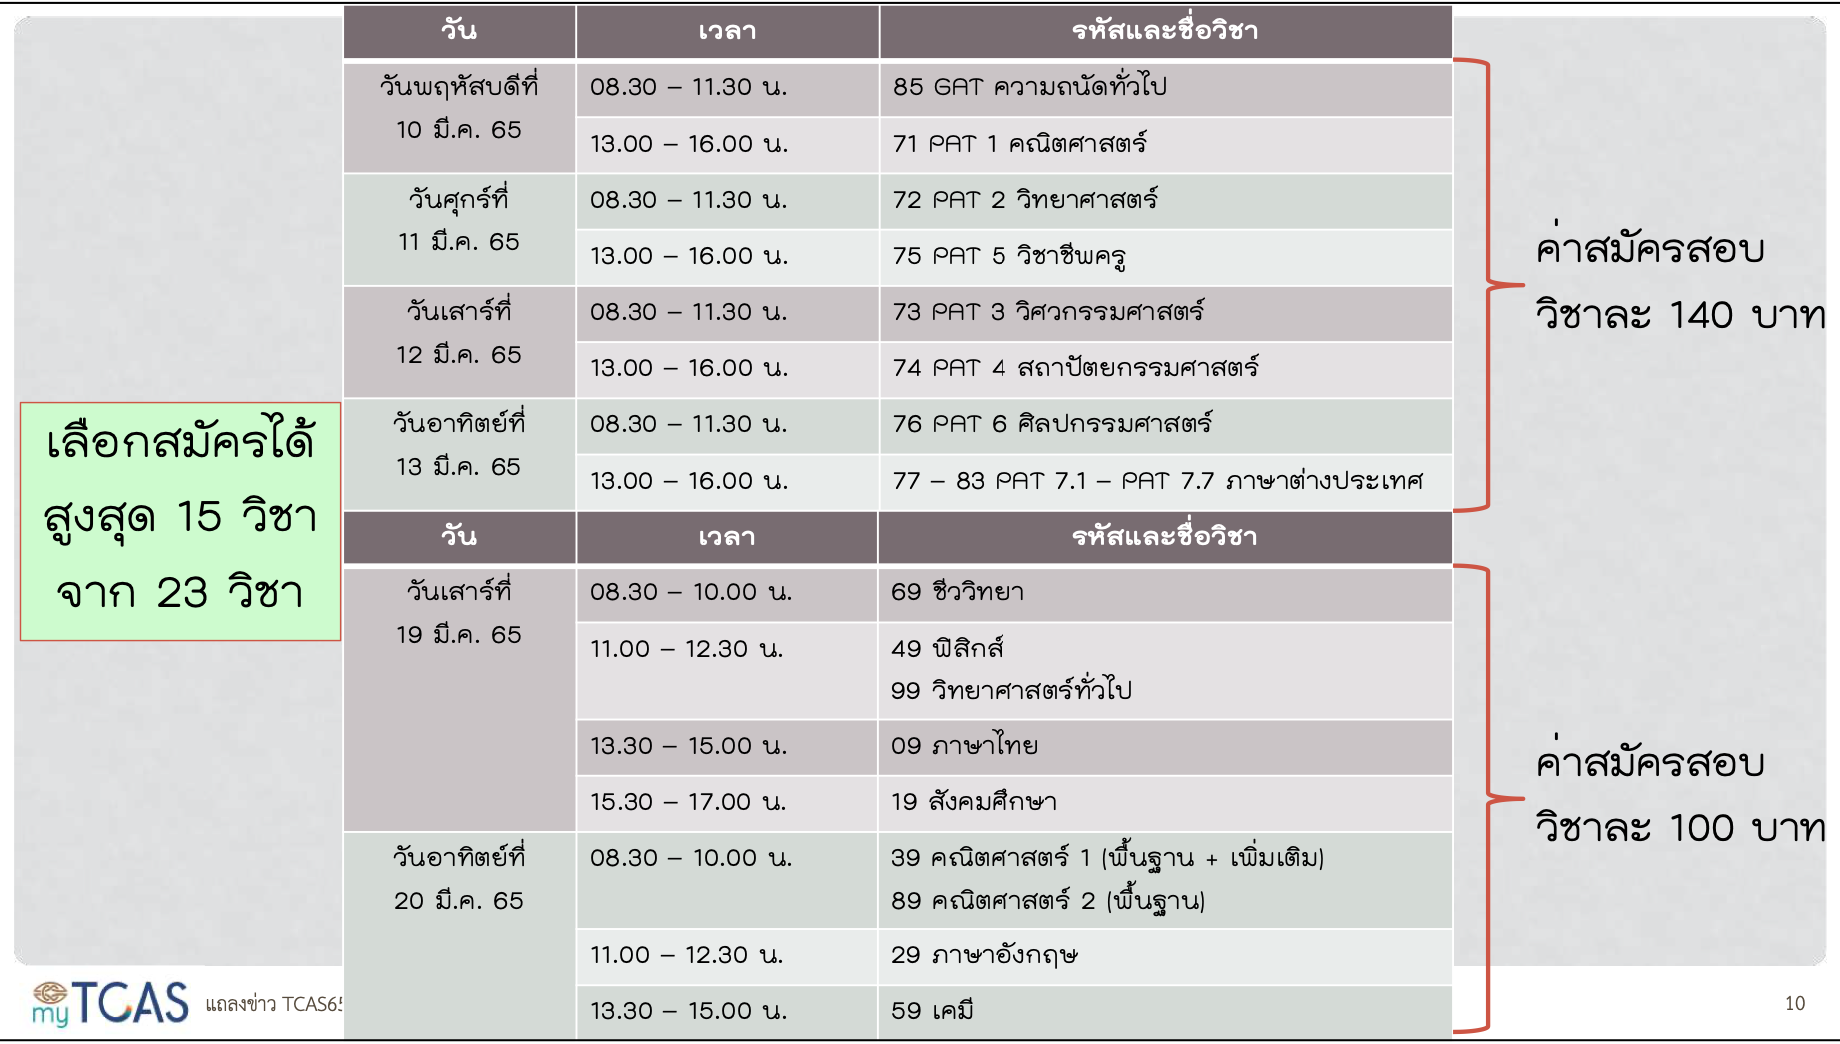 วัน เวลา รหัสและชื่อวิชา
วันพฤหัสบดีที่ 08.30 – 11.30 น. 85 GAT ความถนัดทั่วไป
10 มี.ค. 65
13.00 – 16.00 น. 71 PAT 1 คณิตศาสตร์
วันศุกร์ที่ 08.30 – 11.30 น. 72 PAT 2 วิทยาศาสตร์
11 มี.ค. 65
13.00 – 16.00 น. 75 PAT 5 วิชาชีพครู
วันเสาร์ที่ 08.30 – 11.30 น. 73 PAT 3 วิศวกรรมศาสตร์
12 มี.ค. 65
13.00 – 16.00 น. 74 PAT 4 สถาปัตยกรรมศาสตร์
วันอาทิตย์ที่ 08.30 – 11.30 น. 76 PAT 6 ศิลปกรรมศาสตร์
13 มี.ค. 65
13.00 – 16.00 น. 77 – 83 PAT 7.1 – PAT 7.7 ภาษาต่างประเทศ
ค่าสมัครสอบ
วิชาละ 140 บาท
เลือกสมัครได้
สูงสุด 15 วิชา
จาก 23 วิชา
วัน เวลา รหัสและชื่อวิชา
วันเสาร์ที่ 08.30 – 10.00 น. 69 ชีววิทยา
19 มี.ค. 65
11.00 – 12.30 น. 49 ฟิสิกส์
99 วิทยาศาสตร์ทั่วไป
13.30 – 15.00 น. 09 ภาษาไทย
15.30 – 17.00 น. 19 สังคมศึกษา
วันอาทิตย์ที่ 08.30 – 10.00 น. 39 คณิตศาสตร์ 1 (พื้นฐาน + เพิ่มเติม)
20 มี.ค. 65 89 คณิตศาสตร์ 2 (พื้นฐาน)
11.00 – 12.30 น. 29 ภาษาอังกฤษ
13.30 – 15.00 น. 59 เคมี
ค่าสมัครสอบ
วิชาละ 100 บาท
my TCAS แถลงข่าว TCAS65
10